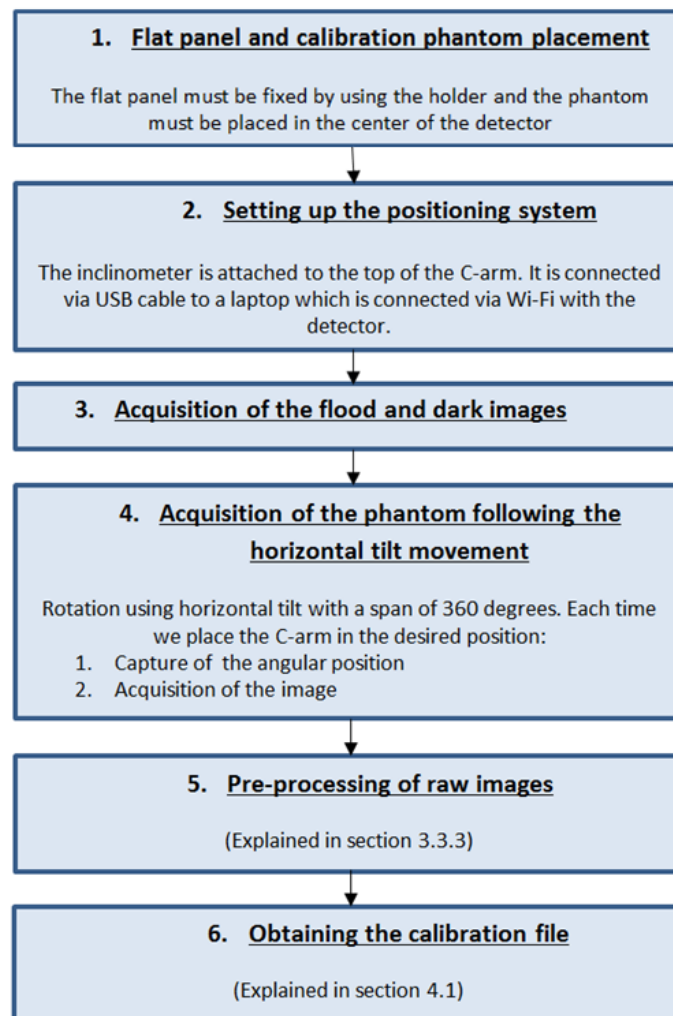 1. Flat panel and calibration phantom placement
The flat panel must be fixed by using the holder and the phantom
must be placed in the center of the detector
2. Setting up the positioning system
The inclinometer is attached to the top of the C-arm. It is connected
via USB cable to a laptop which is connected via Wi-Fi with the
detector.
3. Acquisition of the flood and dark images
4. Acquisition of the phantom following the
horizontal tilt movement
Rotation using horizontal tilt with a span of 360 degrees. Each time
we place the C-arm in the desired position:
1. Capture of the angular position
2. Acquisition of the image
5. Pre-processing of raw images
(Explained in section 3.3.3)
6. Obtaining the calibration file
(Explained in section 4.1)